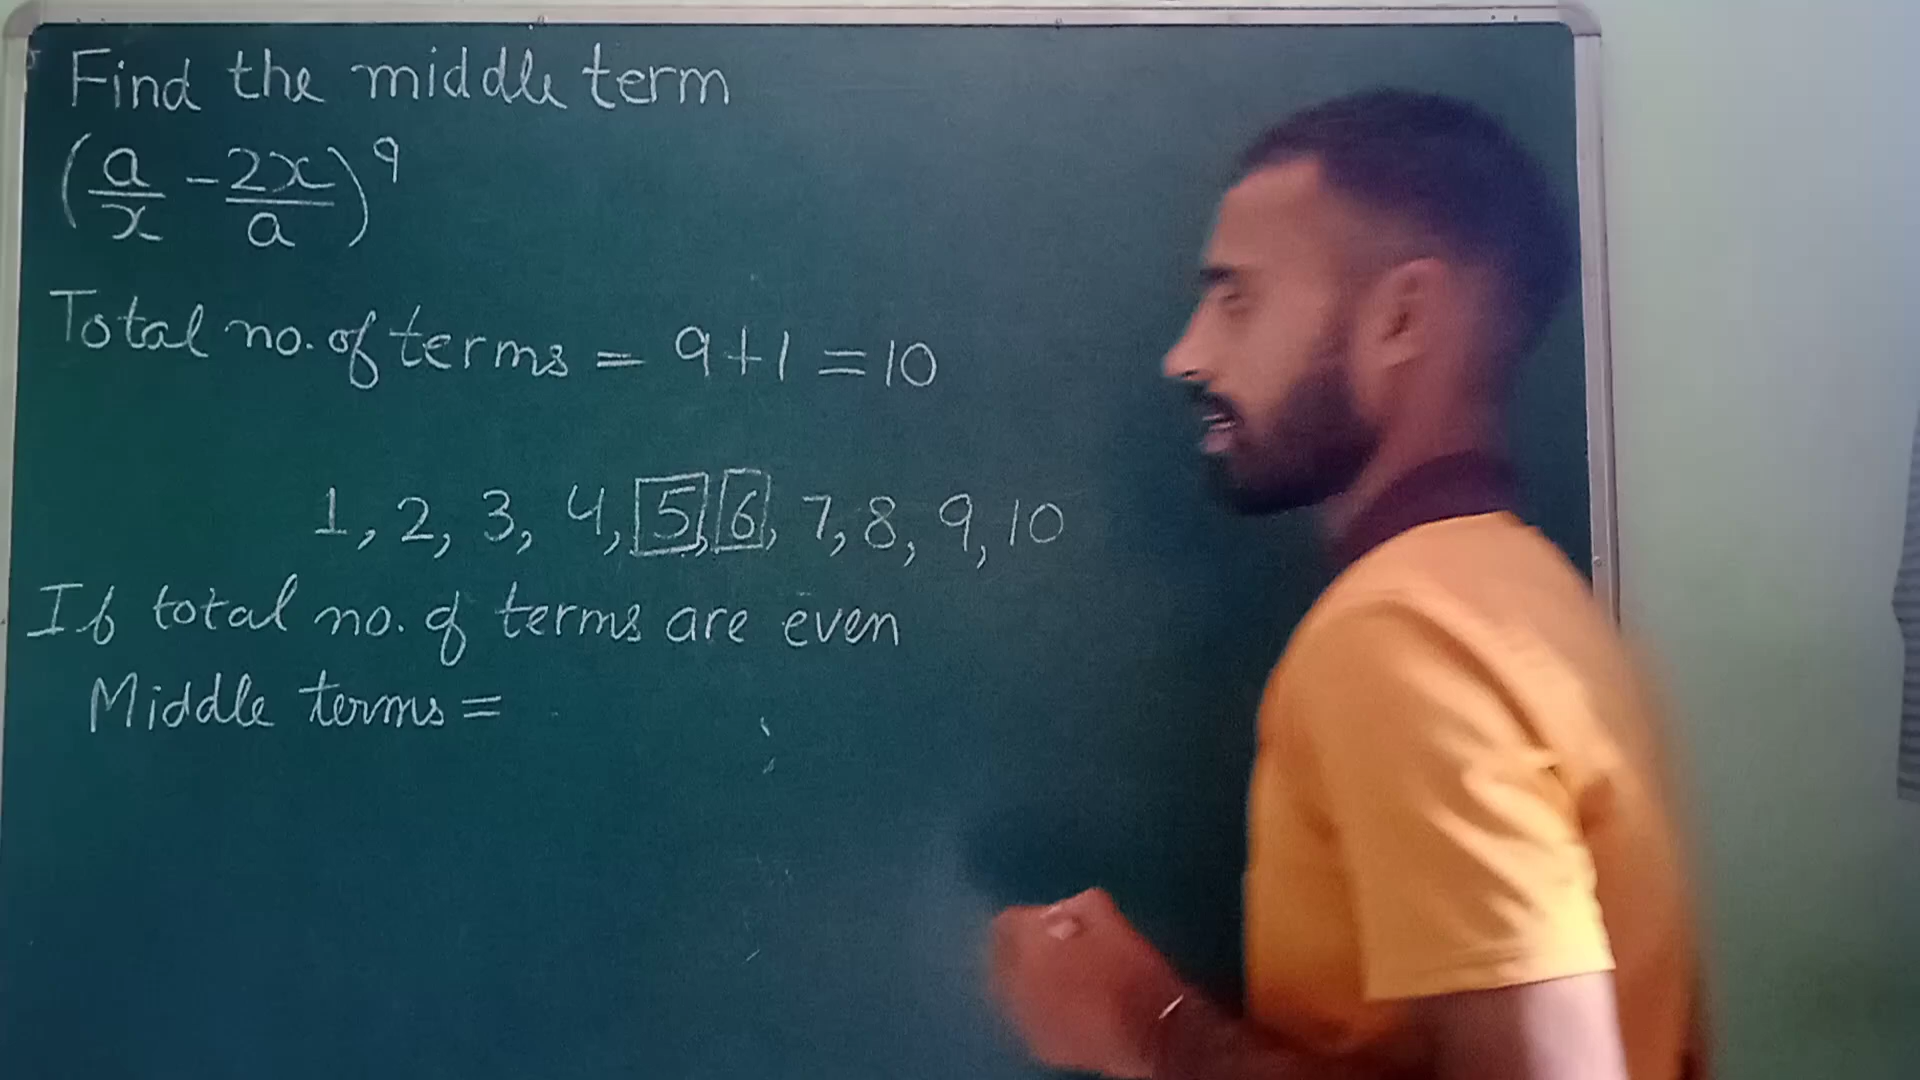 Find the middle term
(a/x - 2x/a)^9
Total no. of terms = 9+1 = 10
1, 2, 3, 4, 5, 6, 7, 8, 9, 10
If total no. of terms are even
Middle terms =